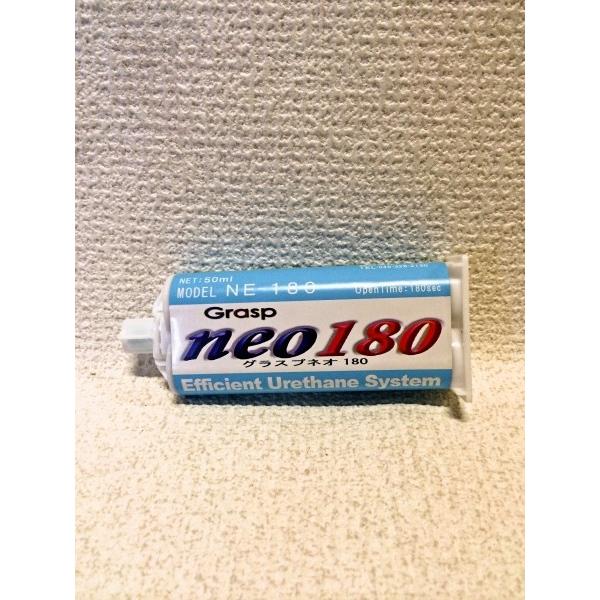 NET:50ml
MODEL NE 180
OpenTime:180sec
Grasp
neo180
グラスプネオ 180
Efficient Urethane System